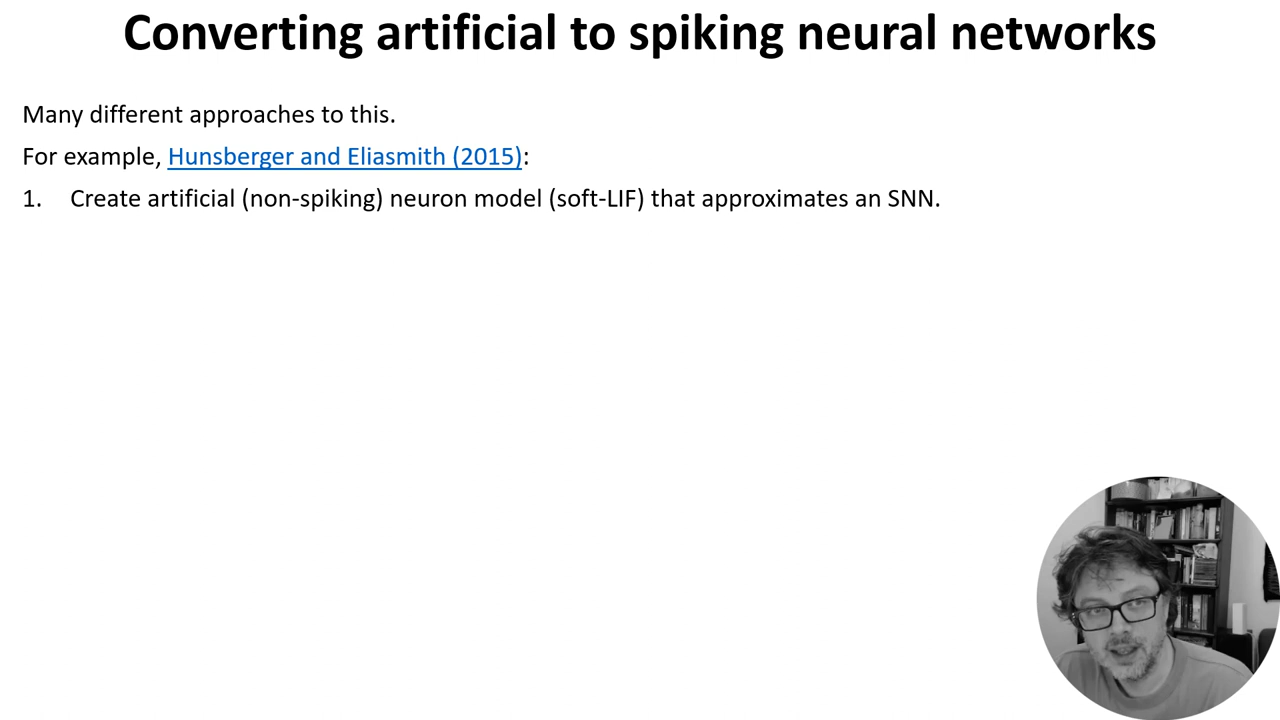 Converting artificial to spiking neural networks
Many different approaches to this.
For example, Hunsberger and Eliasmith (2015):
1. Create artificial (non-spiking) neuron model (soft-LIF) that approximates an SNN.